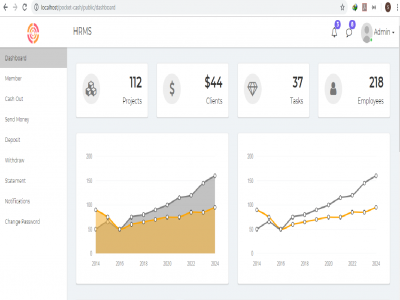 localhost/pocket-cash/public/dashboard
HRMS
Admin
Dashboard
Member
Cash Out
Send Money
Deposit
Withdraw
Statement
Notifications
Change Password
112
Projects
$44
Clients
37
Tasks
218
Employees
200
150
100
50
0
2014 2016 2018 2020 2022 2024
200
150
100
50
0
2014 2016 2018 2020 2022 2024